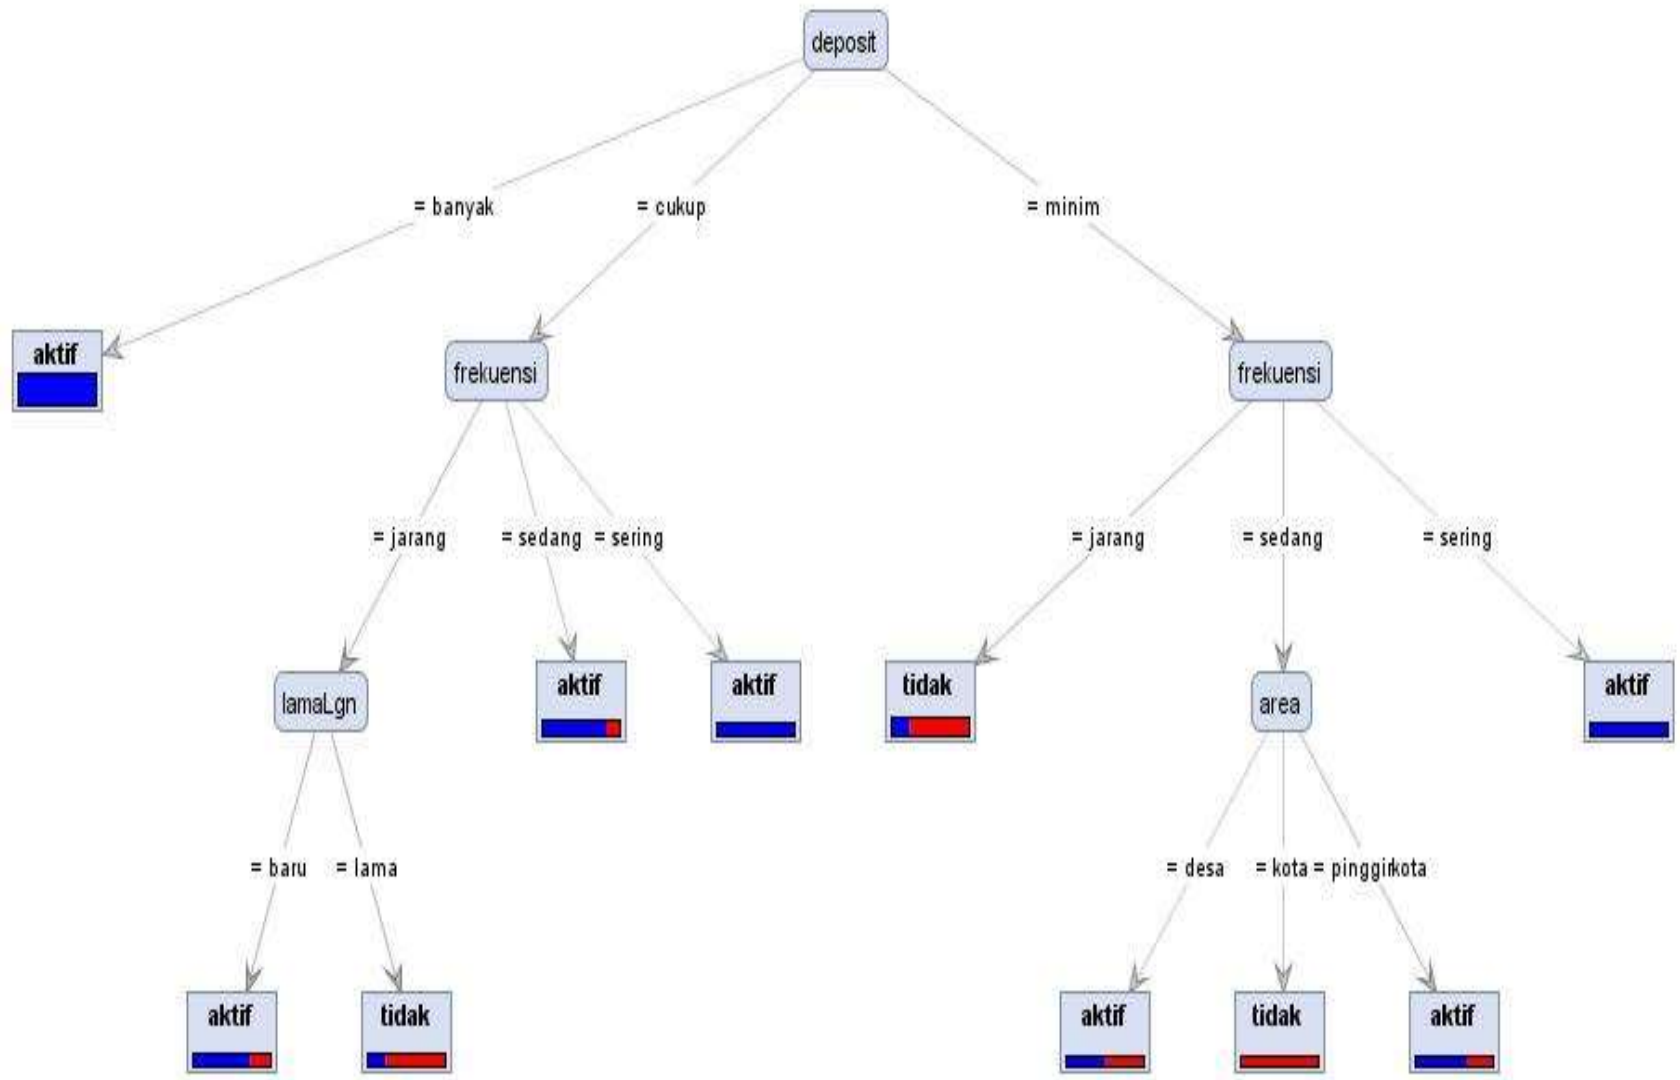 deposit
= banyak
= cukup
= minim
aktif
frekuensi
frekuensi
= jarang
= sedang
= sering
= jarang
= sedang
= sering
lamaLgn
aktif
aktif
tidak
area
aktif
= baru
= lama
= desa
= kota
= pinggirkota
aktif
tidak
aktif
tidak
aktif